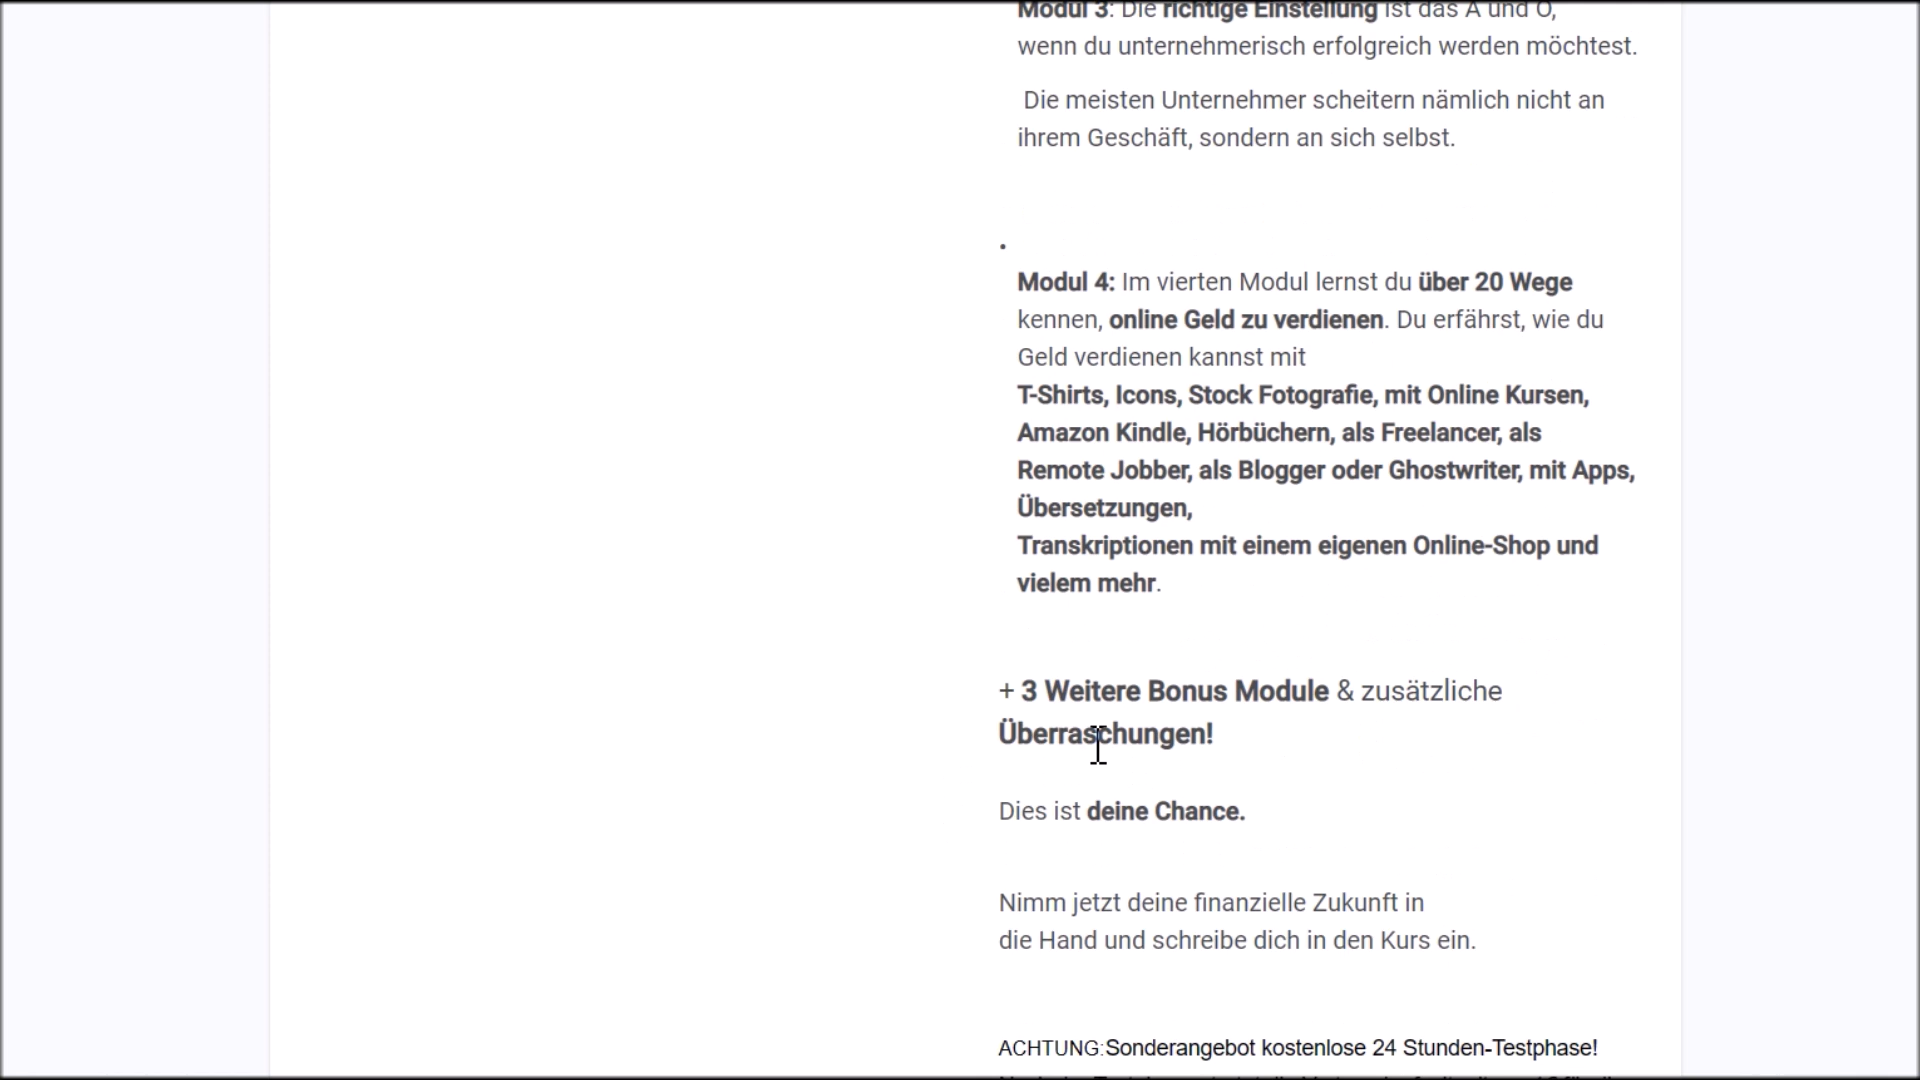 Modul 3: Die richtige Einstellung ist das A und O,
wenn du unternehmerisch erfolgreich werden möchtest.
Die meisten Unternehmer scheitern nämlich nicht an
ihrem Geschäft, sondern an sich selbst.
•
Modul 4: Im vierten Modul lernst du über 20 Wege
kennen, online Geld zu verdienen. Du erfährst, wie du
Geld verdienen kannst mit
T-Shirts, Icons, Stock Fotografie, mit Online Kursen,
Amazon Kindle, Hörbüchern, als Freelancer, als
Remote Jobber, als Blogger oder Ghostwriter, mit Apps,
Übersetzungen,
Transkriptionen mit einem eigenen Online-Shop und
vielem mehr.
+ 3 Weitere Bonus Module & zusätzliche
Überraschungen!
Dies ist deine Chance.
Nimm jetzt deine finanzielle Zukunft in
die Hand und schreibe dich in den Kurs ein.
ACHTUNG:Sonderangebot kostenlose 24 Stunden-Testphase!